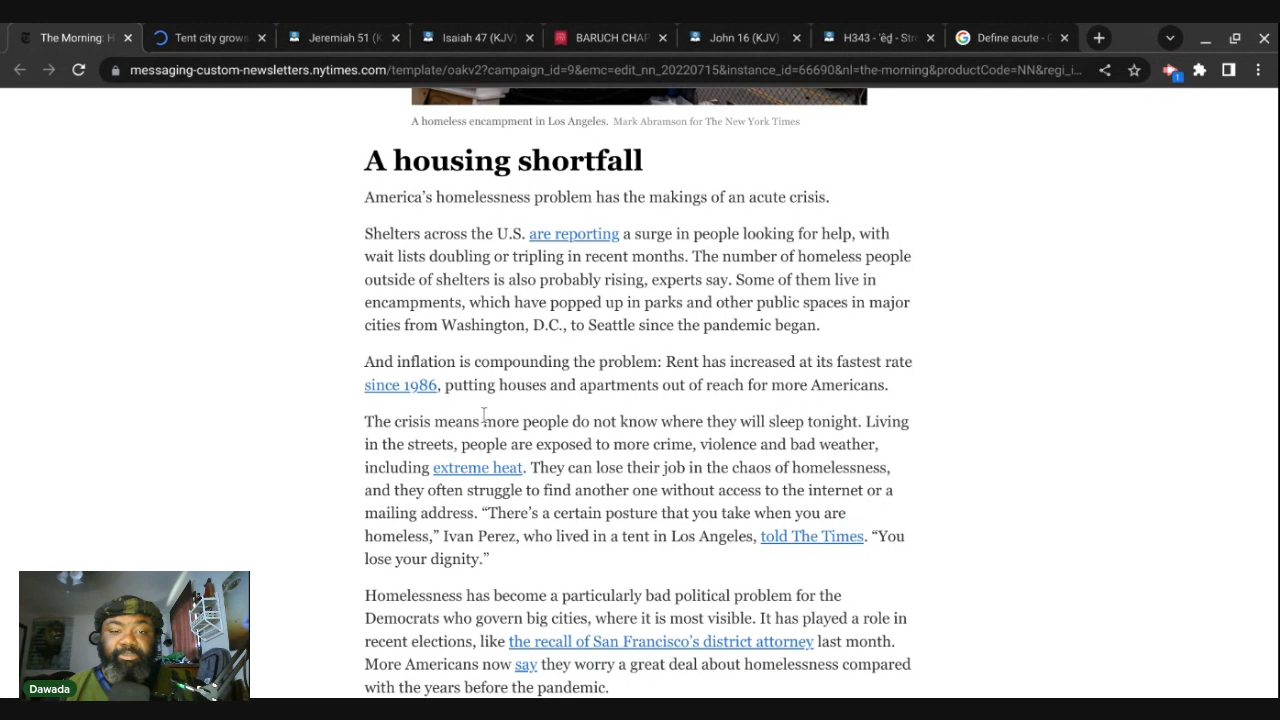 The Morning: H
Tent city grows
Jeremiah 51 (K
Isaiah 47 (KJV)
BARUCH CHAP
John 16 (KJV)
H343 - 'êḏ - Str
Define acute - G
messaging-custom-newsletters.nytimes.com/template/oakv2?campaign_id=9&emc=edit_nn_20220715&instance_id=66690&nl=the-morning&productCode=NN&regi_i...
1
A homeless encampment in Los Angeles. Mark Abramson for The New York Times
A housing shortfall
America's homelessness problem has the makings of an acute crisis.
Shelters across the U.S. are reporting a surge in people looking for help, with
wait lists doubling or tripling in recent months. The number of homeless people
outside of shelters is also probably rising, experts say. Some of them live in
encampments, which have popped up in parks and other public spaces in major
cities from Washington, D.C., to Seattle since the pandemic began.
And inflation is compounding the problem: Rent has increased at its fastest rate
since 1986, putting houses and apartments out of reach for more Americans.
The crisis means more people do not know where they will sleep tonight. Living
in the streets, people are exposed to more crime, violence and bad weather,
including extreme heat. They can lose their job in the chaos of homelessness,
and they often struggle to find another one without access to the internet or a
mailing address. “There's a certain posture that you take when you are
homeless,” Ivan Perez, who lived in a tent in Los Angeles, told The Times. “You
lose your dignity.”
Homelessness has become a particularly bad political problem for the
Democrats who govern big cities, where it is most visible. It has played a role in
recent elections, like the recall of San Francisco's district attorney last month.
More Americans now say they worry a great deal about homelessness compared
with the years before the pandemic.
Dawada